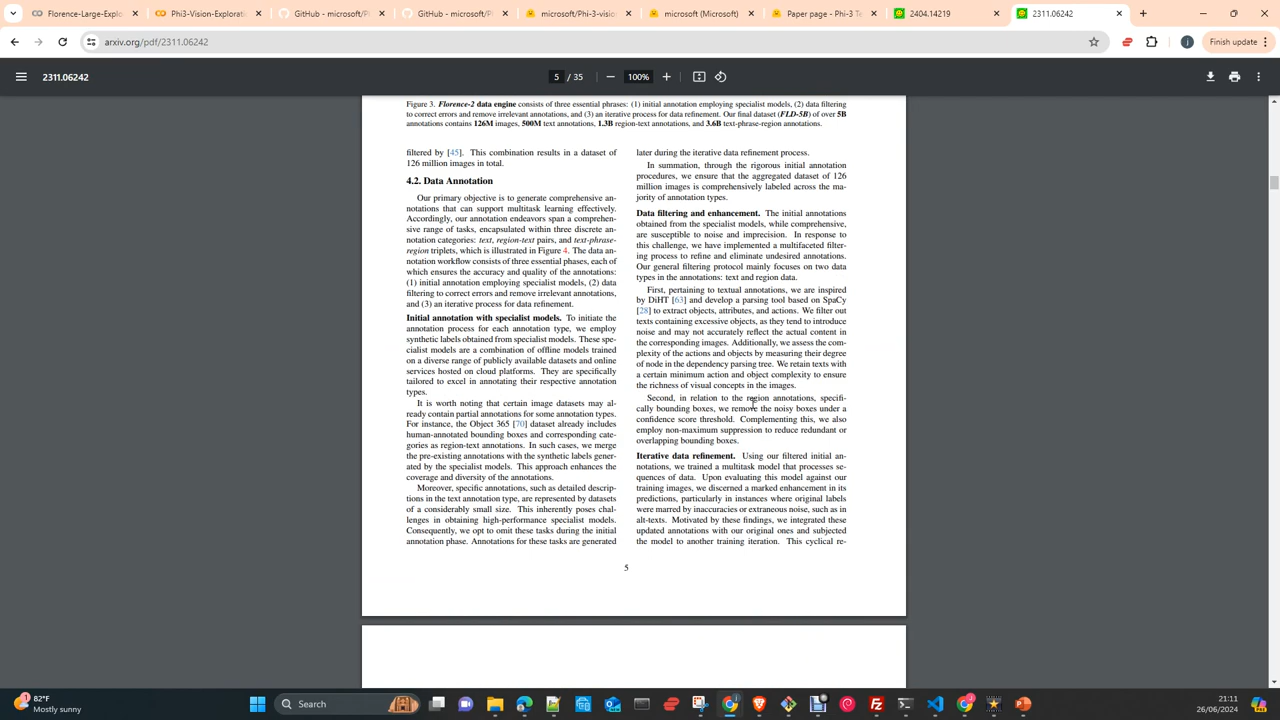 Florence-Large-Explor
Phi3-Vision-Explorati
GitHub - microsoft/Pl
GitHub - microsoft/Pl
microsoft/Phi-3-visio
microsoft (Microsoft)
Paper page - Phi-3 Te
2404.14219
2311.06242
arxiv.org/pdf/2311.06242
Finish update
2311.06242
5 / 35
100%
Figure 3. Florence-2 data engine consists of three essential phases: (1) initial annotation employing specialist models, (2) data filtering
to correct errors and remove irrelevant annotations, and (3) an iterative process for data refinement. Our final dataset (FLD-5B) of over 5B
annotations contains 126M images, 500M text annotations, 1.3B region-text annotations, and 3.6B text-phrase-region annotations.
filtered by [45]. This combination results in a dataset of
126 million images in total.
4.2. Data Annotation
Our primary objective is to generate comprehensive an-
notations that can support multitask learning effectively.
Accordingly, our annotation endeavors span a comprehen-
sive range of tasks, encapsulated within three discrete an-
notation categories: text, region-text pairs, and text-phrase-
region triplets, which is illustrated in Figure 4. The data an-
notation workflow consists of three essential phases, each of
which ensures the accuracy and quality of the annotations:
(1) initial annotation employing specialist models, (2) data
filtering to correct errors and remove irrelevant annotations,
and (3) an iterative process for data refinement.
Initial annotation with specialist models. To initiate the
annotation process for each annotation type, we employ
synthetic labels obtained from specialist models. These spe-
cialist models are a combination of offline models trained
on a diverse range of publicly available datasets and online
services hosted on cloud platforms. They are specifically
tailored to excel in annotating their respective annotation
types.
It is worth noting that certain image datasets may al-
ready contain partial annotations for some annotation types.
For instance, the Object 365 [70] dataset already includes
human-annotated bounding boxes and corresponding cate-
gories as region-text annotations. In such cases, we merge
the pre-existing annotations with the synthetic labels gener-
ated by the specialist models. This approach enhances the
coverage and diversity of the annotations.
Moreover, specific annotations, such as detailed descrip-
tions in the text annotation type, are represented by datasets
of a considerably small size. This inherently poses chal-
lenges in obtaining high-performance specialist models.
Consequently, we opt to omit these tasks during the initial
annotation phase. Annotations for these tasks are generated
later during the iterative data refinement process.
In summation, through the rigorous initial annotation
procedures, we ensure that the aggregated dataset of 126
million images is comprehensively labeled across the ma-
jority of annotation types.
Data filtering and enhancement. The initial annotations
obtained from the specialist models, while comprehensive,
are susceptible to noise and imprecision. In response to
this challenge, we have implemented a multifaceted filter-
ing process to refine and eliminate undesired annotations.
Our general filtering protocol mainly focuses on two data
types in the annotations: text and region data.
First, pertaining to textual annotations, we are inspired
by DiHT [63] and develop a parsing tool based on SpaCy
[28] to extract objects, attributes, and actions. We filter out
texts containing excessive objects, as they tend to introduce
noise and may not accurately reflect the actual content in
the corresponding images. Additionally, we assess the com-
plexity of the actions and objects by measuring their degree
of node in the dependency parsing tree. We retain texts with
a certain minimum action and object complexity to ensure
the richness of visual concepts in the images.
Second, in relation to the region annotations, specifi-
cally bounding boxes, we remove the noisy boxes under a
confidence score threshold. Complementing this, we also
employ non-maximum suppression to reduce redundant or
overlapping bounding boxes.
Iterative data refinement. Using our filtered initial an-
notations, we trained a multitask model that processes se-
quences of data. Upon evaluating this model against our
training images, we discerned a marked enhancement in its
predictions, particularly in instances where original labels
were marred by inaccuracies or extraneous noise, such as in
alt-texts. Motivated by these findings, we integrated these
updated annotations with our original ones and subjected
the model to another training iteration. This cyclical re-
5
82°F
Mostly sunny
Search
21:11
26/06/2024